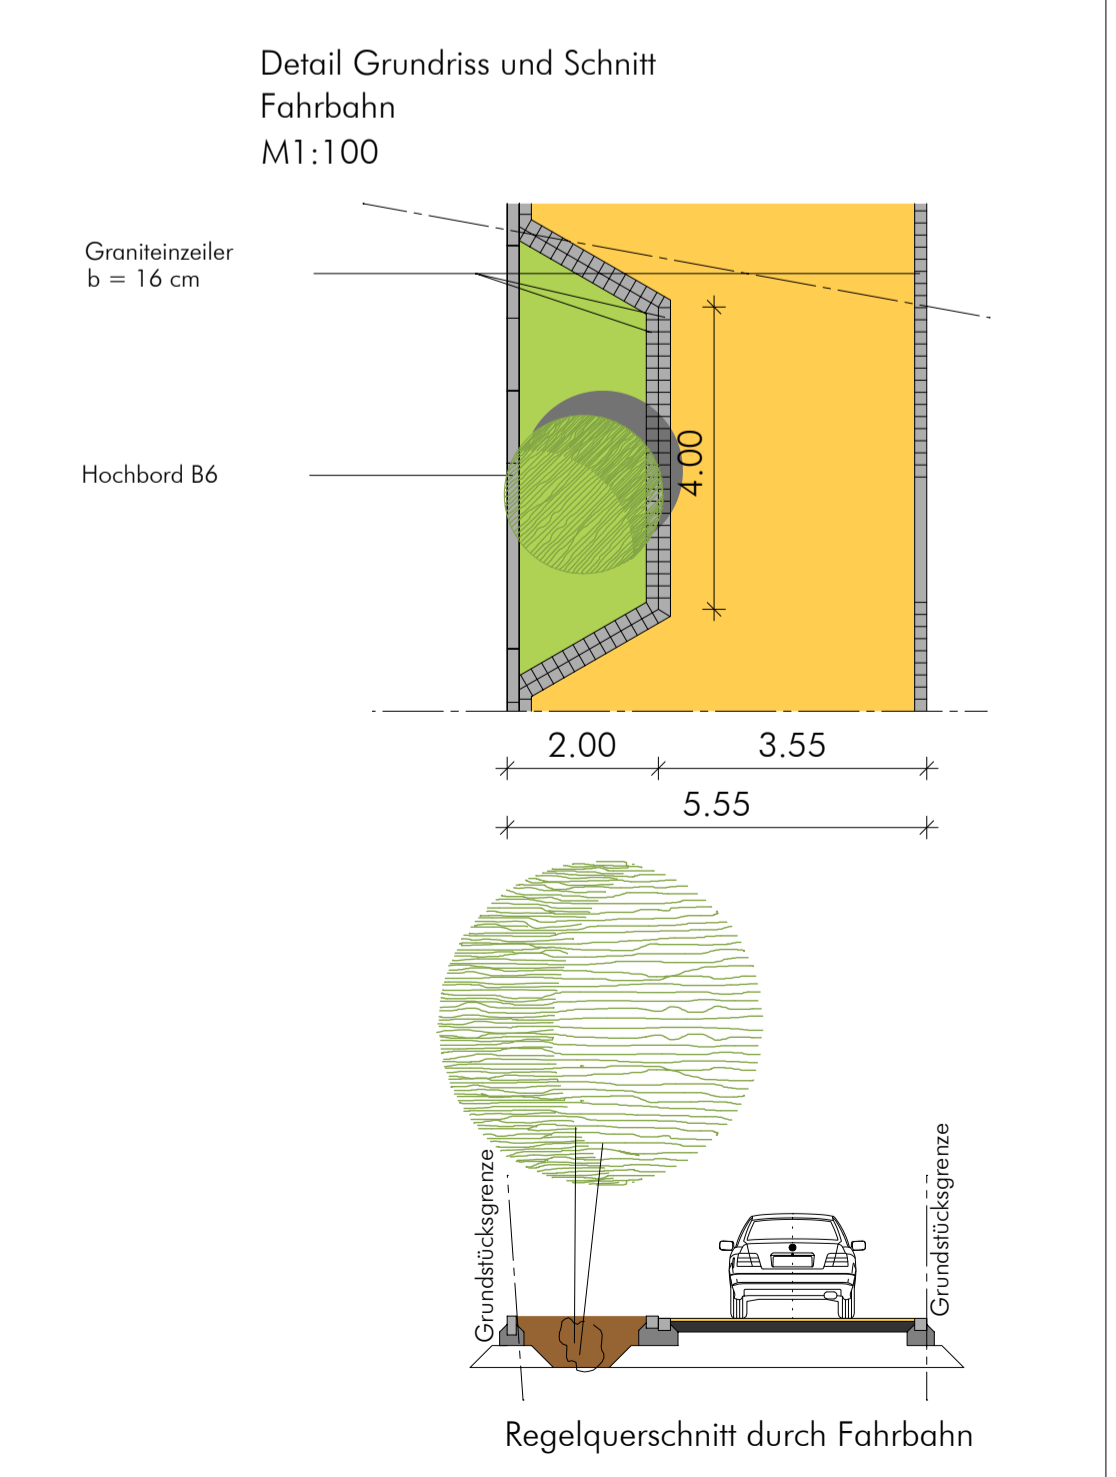 Detail Grundriss und Schnitt
Fahrbahn
M1:100
Graniteinzeiler
b = 16 cm
Hochbord B6
4.00
2.00
3.55
5.55
Grundstücksgrenze
Grundstücksgrenze
Regelquerschnitt durch Fahrbahn